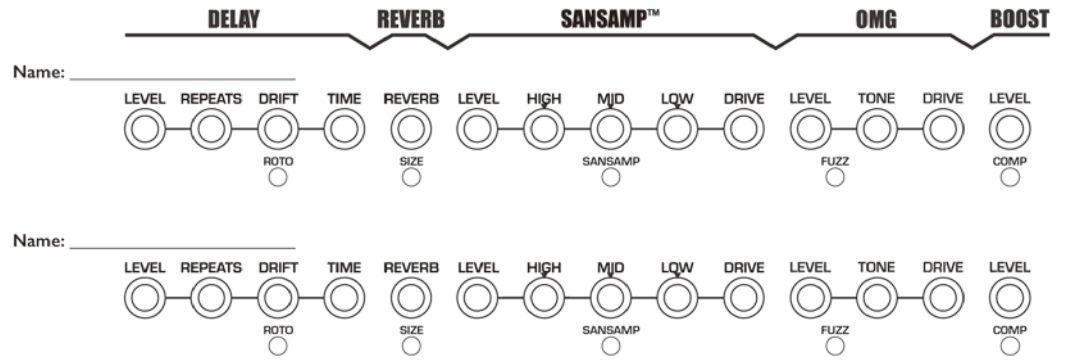 DELAY REVERB SANSAMP™ OMG BOOST
Name:
LEVEL REPEATS DRIFT TIME REVERB LEVEL HIGH MID LOW DRIVE LEVEL TONE DRIVE LEVEL
ROTO SIZE SANSAMP FUZZ COMP
Name:
LEVEL REPEATS DRIFT TIME REVERB LEVEL HIGH MID LOW DRIVE LEVEL TONE DRIVE LEVEL
ROTO SIZE SANSAMP FUZZ COMP